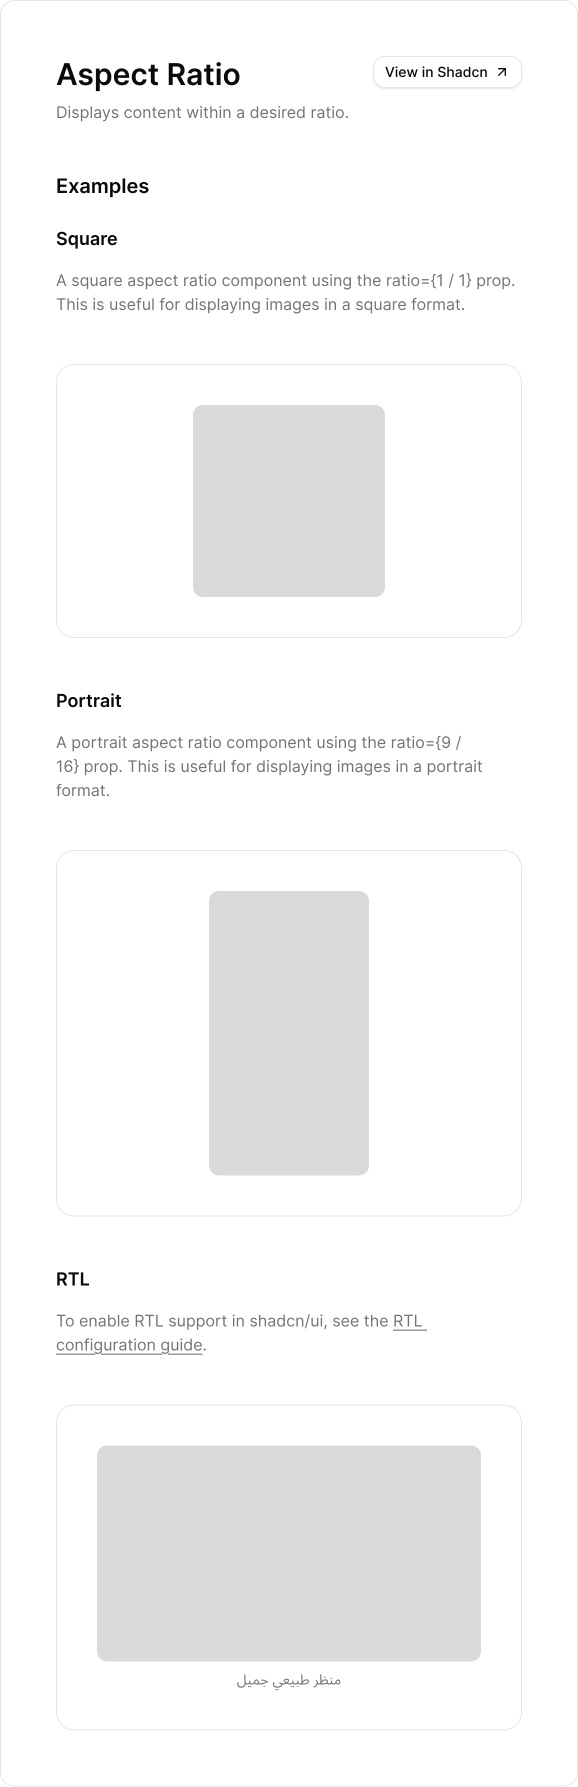 Aspect Ratio
View in Shadcn
Displays content within a desired ratio.
Examples
Square
A square aspect ratio component using the ratio={1 / 1} prop.
This is useful for displaying images in a square format.
Portrait
A portrait aspect ratio component using the ratio={9 /
16} prop. This is useful for displaying images in a portrait
format.
RTL
To enable RTL support in shadcn/ui, see the RTL
configuration guide.
منظر طبيعي جميل